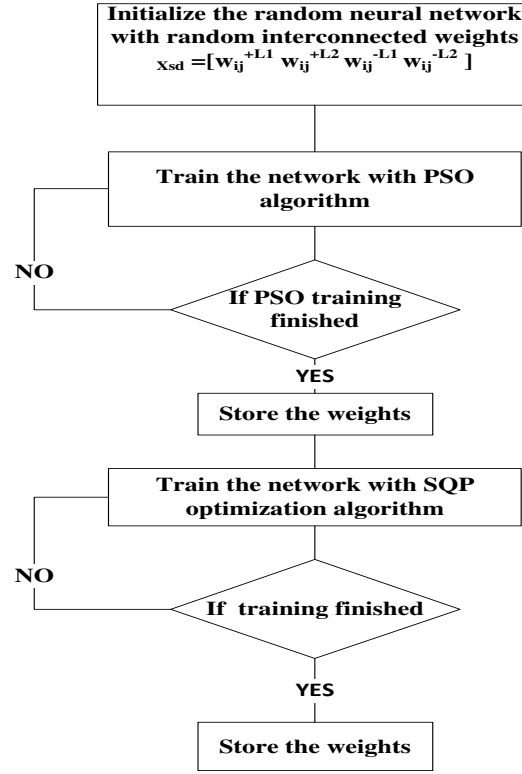 Initialize the random neural network
with random interconnected weights
Xsd =[wij+L1 wij+L2 wij-L1 wij-L2 ]
Train the network with PSO
algorithm
NO
If PSO training
finished
YES
Store the weights
Train the network with SQP
optimization algorithm
NO
If training finished
YES
Store the weights